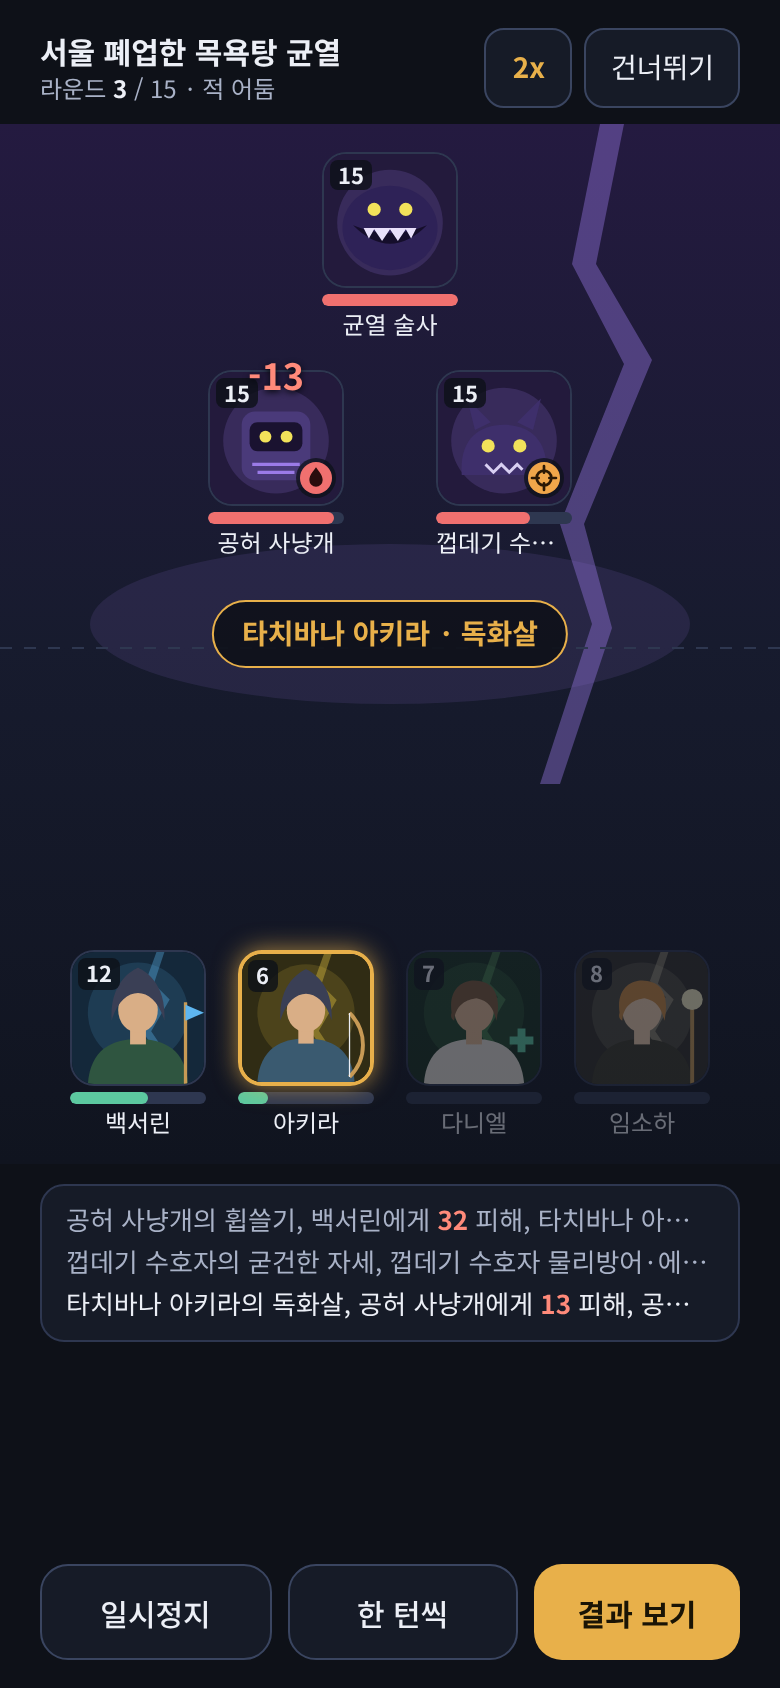 서울 폐업한 목욕탕 균열
라운드 3 / 15 · 적 어둠
2x
건너뛰기
15
균열 술사
-13
15
15
공허 사냥개
껍데기 수…
타치바나 아키라 · 독화살
12
6
7
8
백서린
아키라
다니엘
임소하
공허 사냥개의 휩쓸기, 백서린에게 32 피해, 타치바나 아…
껍데기 수호자의 굳건한 자세, 껍데기 수호자 물리방어·에…
타치바나 아키라의 독화살, 공허 사냥개에게 13 피해, 공…
일시정지
한 턴씩
결과 보기